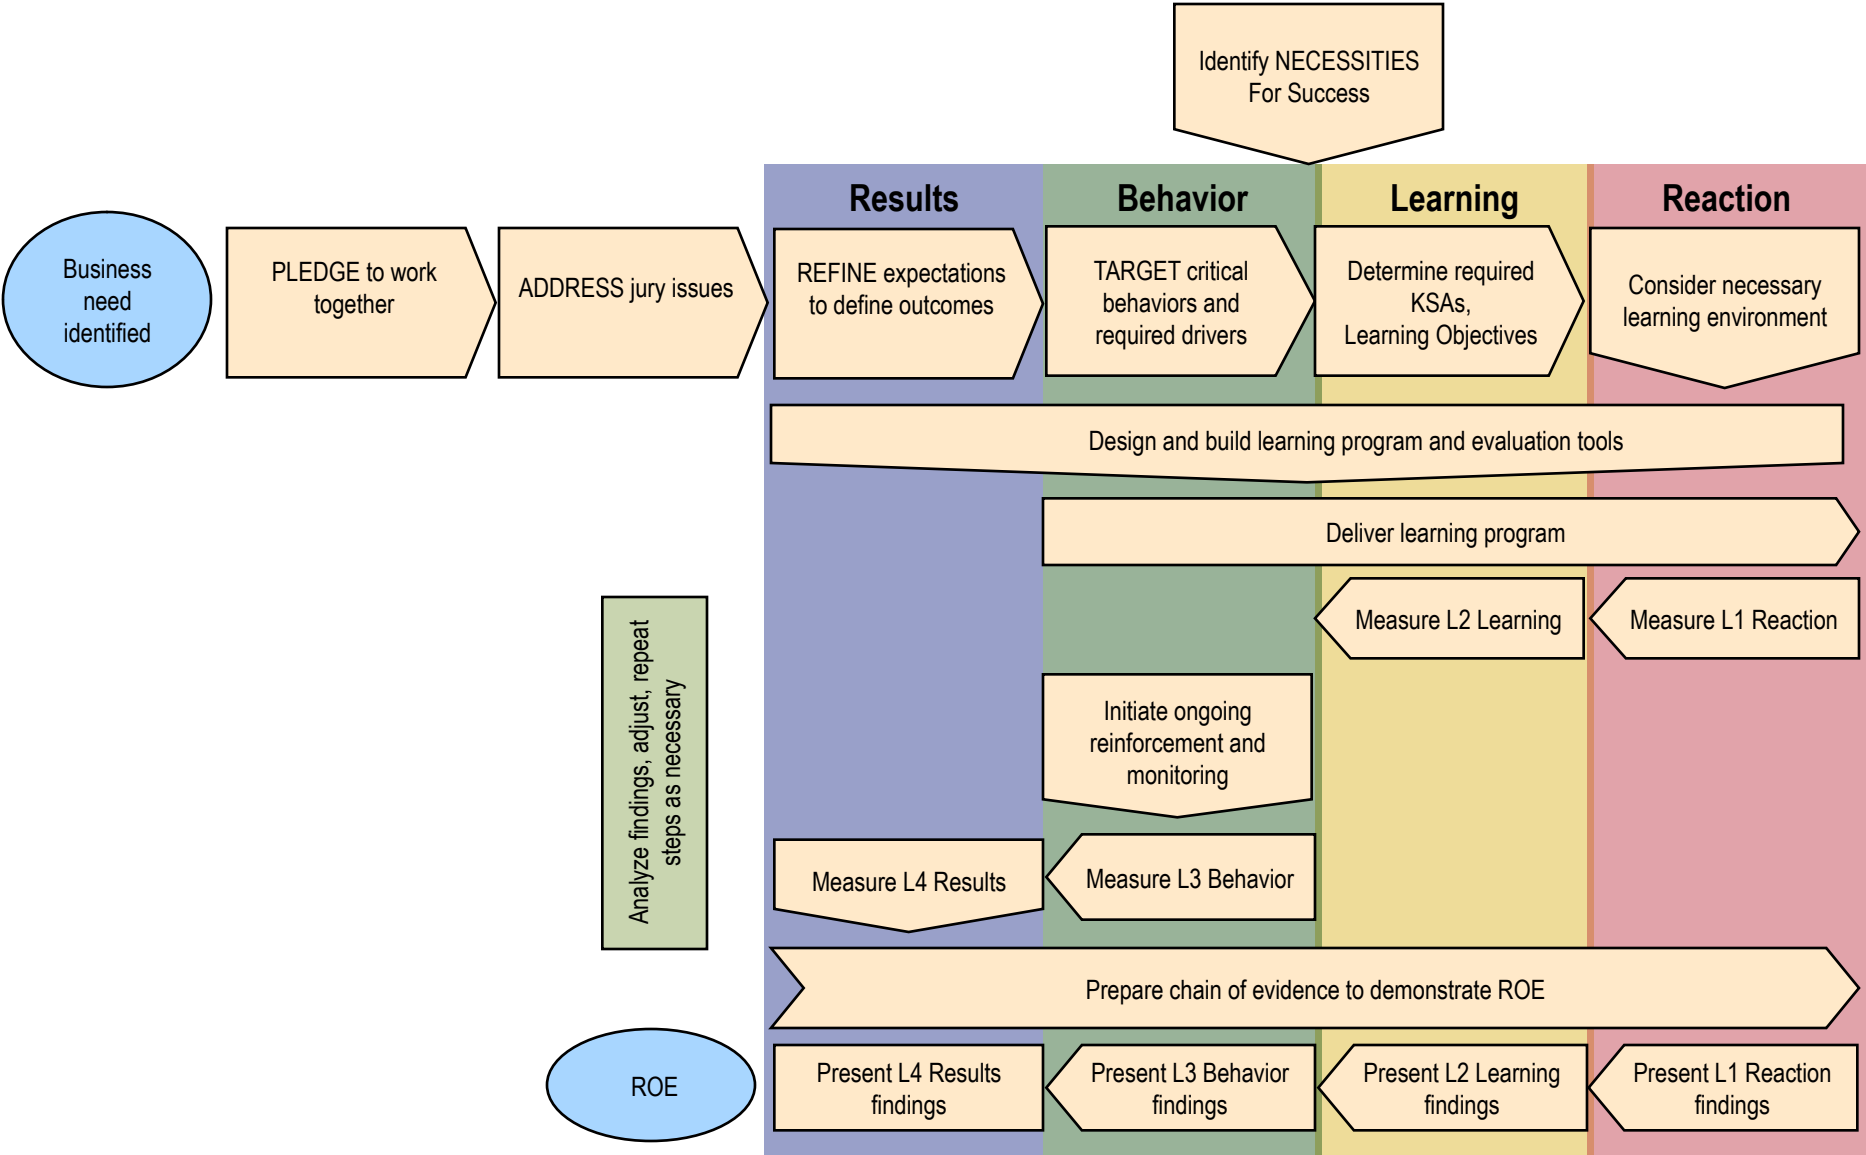 Identify NECESSITIES
For Success
Results
Behavior
Learning
Reaction
Business
need
identified
PLEDGE to work
together
ADDRESS jury issues
REFINE expectations
to define outcomes
TARGET critical
behaviors and
required drivers
Determine required
KSAs,
Learning Objectives
Consider necessary
learning environment
Design and build learning program and evaluation tools
Deliver learning program
Measure L2 Learning
Measure L1 Reaction
Analyze findings, adjust, repeat
steps as necessary
Initiate ongoing
reinforcement and
monitoring
Measure L4 Results
Measure L3 Behavior
Prepare chain of evidence to demonstrate ROE
ROE
Present L4 Results
findings
Present L3 Behavior
findings
Present L2 Learning
findings
Present L1 Reaction
findings